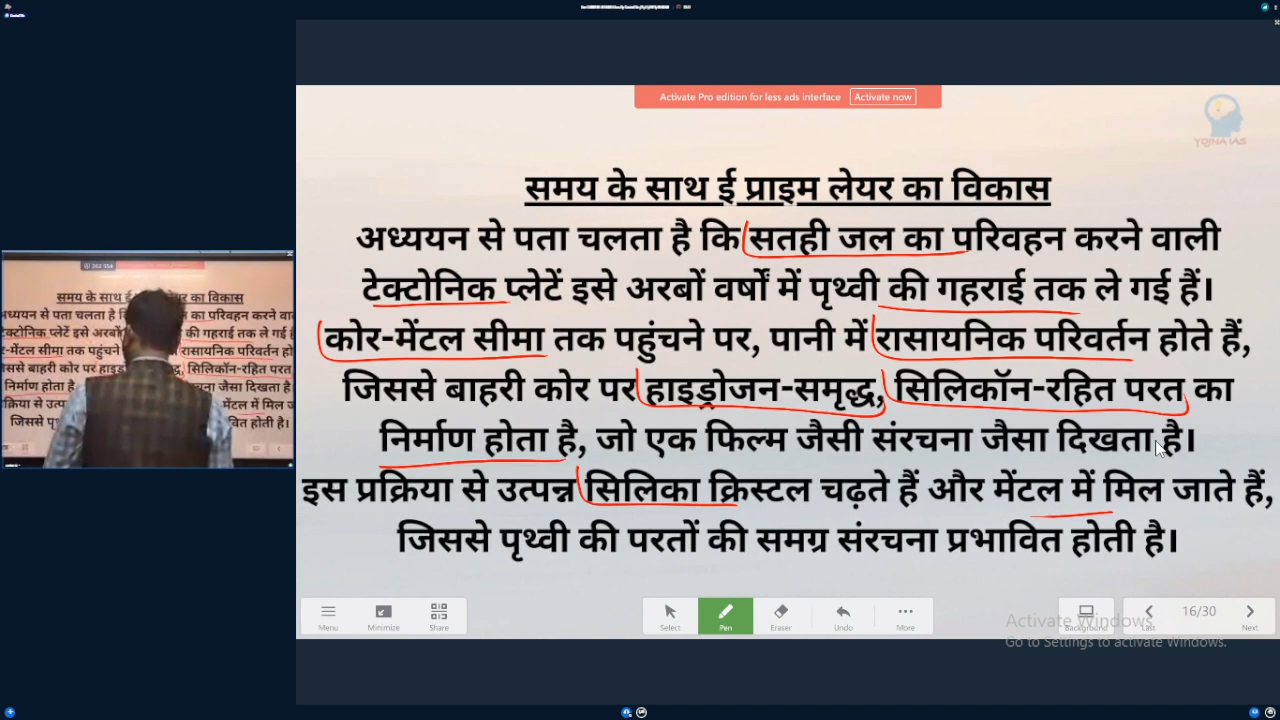 Activate Pro edition for less ads interface Activate now
YOJNA IAS
समय के साथ ई प्राइम लेयर का विकास
अध्ययन से पता चलता है कि सतही जल का परिवहन करने वाली
टेक्टोनिक प्लेटें इसे अरबों वर्षों में पृथ्वी की गहराई तक ले गई हैं।
कोर-मेंटल सीमा तक पहुंचने पर, पानी में रासायनिक परिवर्तन होते हैं,
जिससे बाहरी कोर पर हाइड्रोजन-समृद्ध, सिलिकॉन-रहित परत का
निर्माण होता है, जो एक फिल्म जैसी संरचना जैसा दिखता है।
इस प्रक्रिया से उत्पन्न सिलिका क्रिस्टल चढ़ते हैं और मेंटल में मिल जाते हैं,
जिससे पृथ्वी की परतों की समग्र संरचना प्रभावित होती है।
Menu Minimize Share Select Pen Eraser Undo More Background Last 16/30 Next
Activate Windows
Go to Settings to activate Windows.